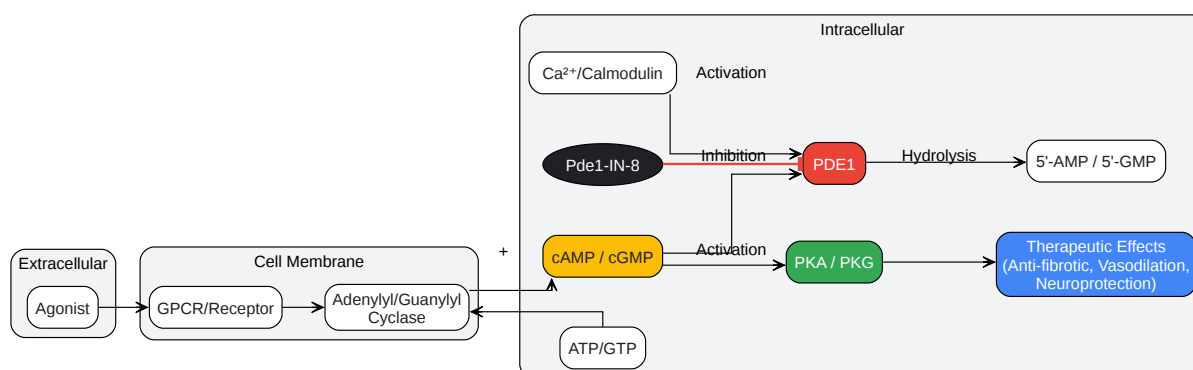 Intracellular
Ca²⁺/Calmodulin
Activation
Pde1-IN-8
Inhibition
PDE1
Hydrolysis
5'-AMP / 5'-GMP
+
cAMP / cGMP
Activation
PKA / PKG
Therapeutic Effects
(Anti-fibrotic, Vasodilation,
Neuroprotection)
Extracellular
Agonist
Cell Membrane
GPCR/Receptor
Adenylyl/Guanylyl
Cyclase
ATP/GTP